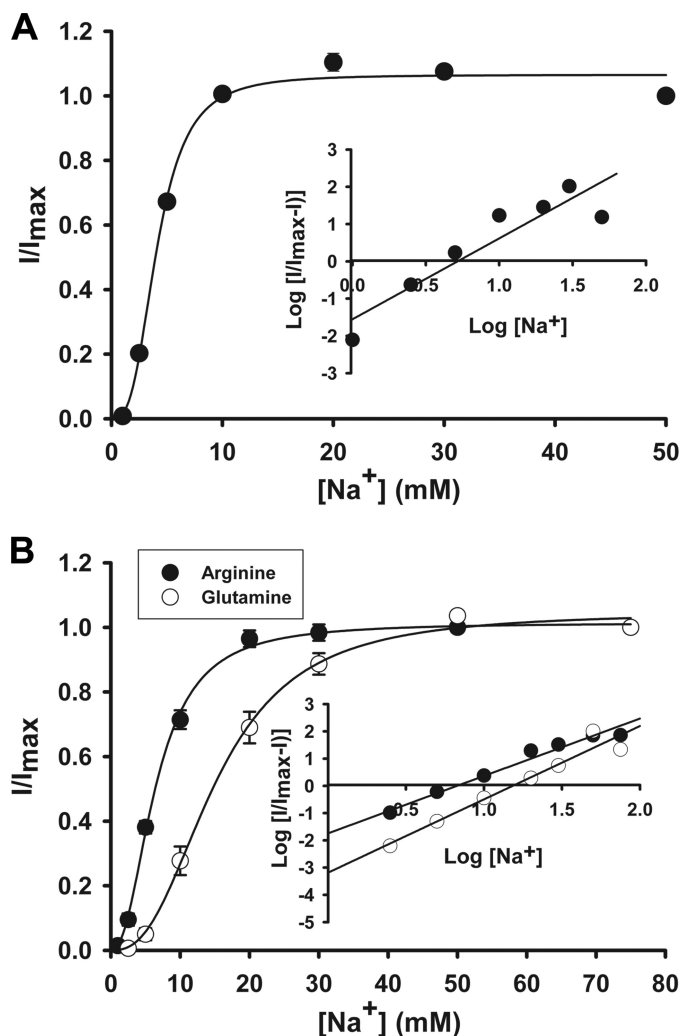 A
1.2
1.0
0.8
0.6
0.4
0.2
0.0
I/Imax
0 10 20 30 40 50
[Na+] (mM)
3
2
1
0
-1
-2
-3
Log [I/Imax-I)]
0.0 0.5 1.0 1.5 2.0
Log [Na+]
B
Arginine
Glutamine
1.2
1.0
0.8
0.6
0.4
0.2
0.0
I/Imax
0 10 20 30 40 50 60 70 80
[Na+] (mM)
3
2
1
0
-1
-2
-3
-4
-5
Log [I/Imax-I)]
0.5 1.0 1.5 2.0
Log [Na+]